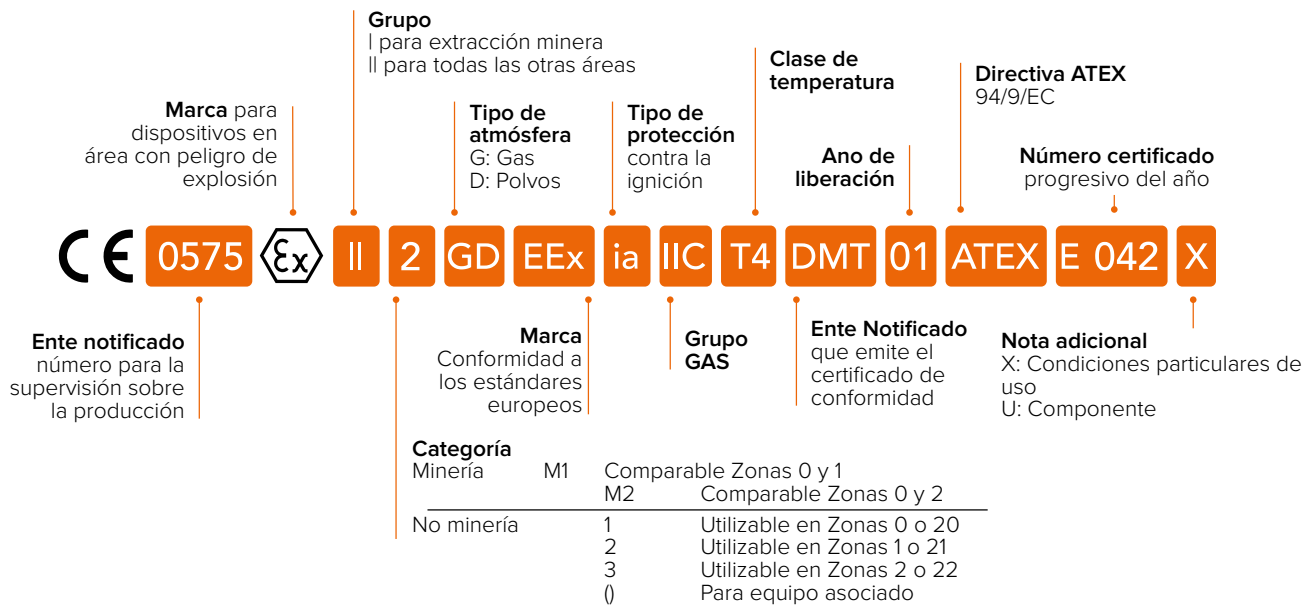 Grupo
I para extracción minera
II para todas las otras áreas
Clase de
temperatura
Directiva ATEX
94/9/EC
Marca para
dispositivos en
área con peligro de
explosión
Tipo de
atmósfera
G: Gas
D: Polvos
Tipo de
protección
contra la
ignición
Ano de
liberación
Número certificado
progresivo del año
CE 0575 Ex II 2 GD EEx ia IIC T4 DMT 01 ATEX E 042 X
Ente notificado
número para la
supervisión sobre
la producción
Marca
Conformidad a
los estándares
europeos
Grupo
GAS
Ente Notificado
que emite el
certificado de
conformidad
Nota adicional
X: Condiciones particulares de
uso
U: Componente
Categoría
Minería M1 Comparable Zonas 0 y 1
M2 Comparable Zonas 0 y 2
No minería 1 Utilizable en Zonas 0 o 20
2 Utilizable en Zonas 1 o 21
3 Utilizable en Zonas 2 o 22
() Para equipo asociado